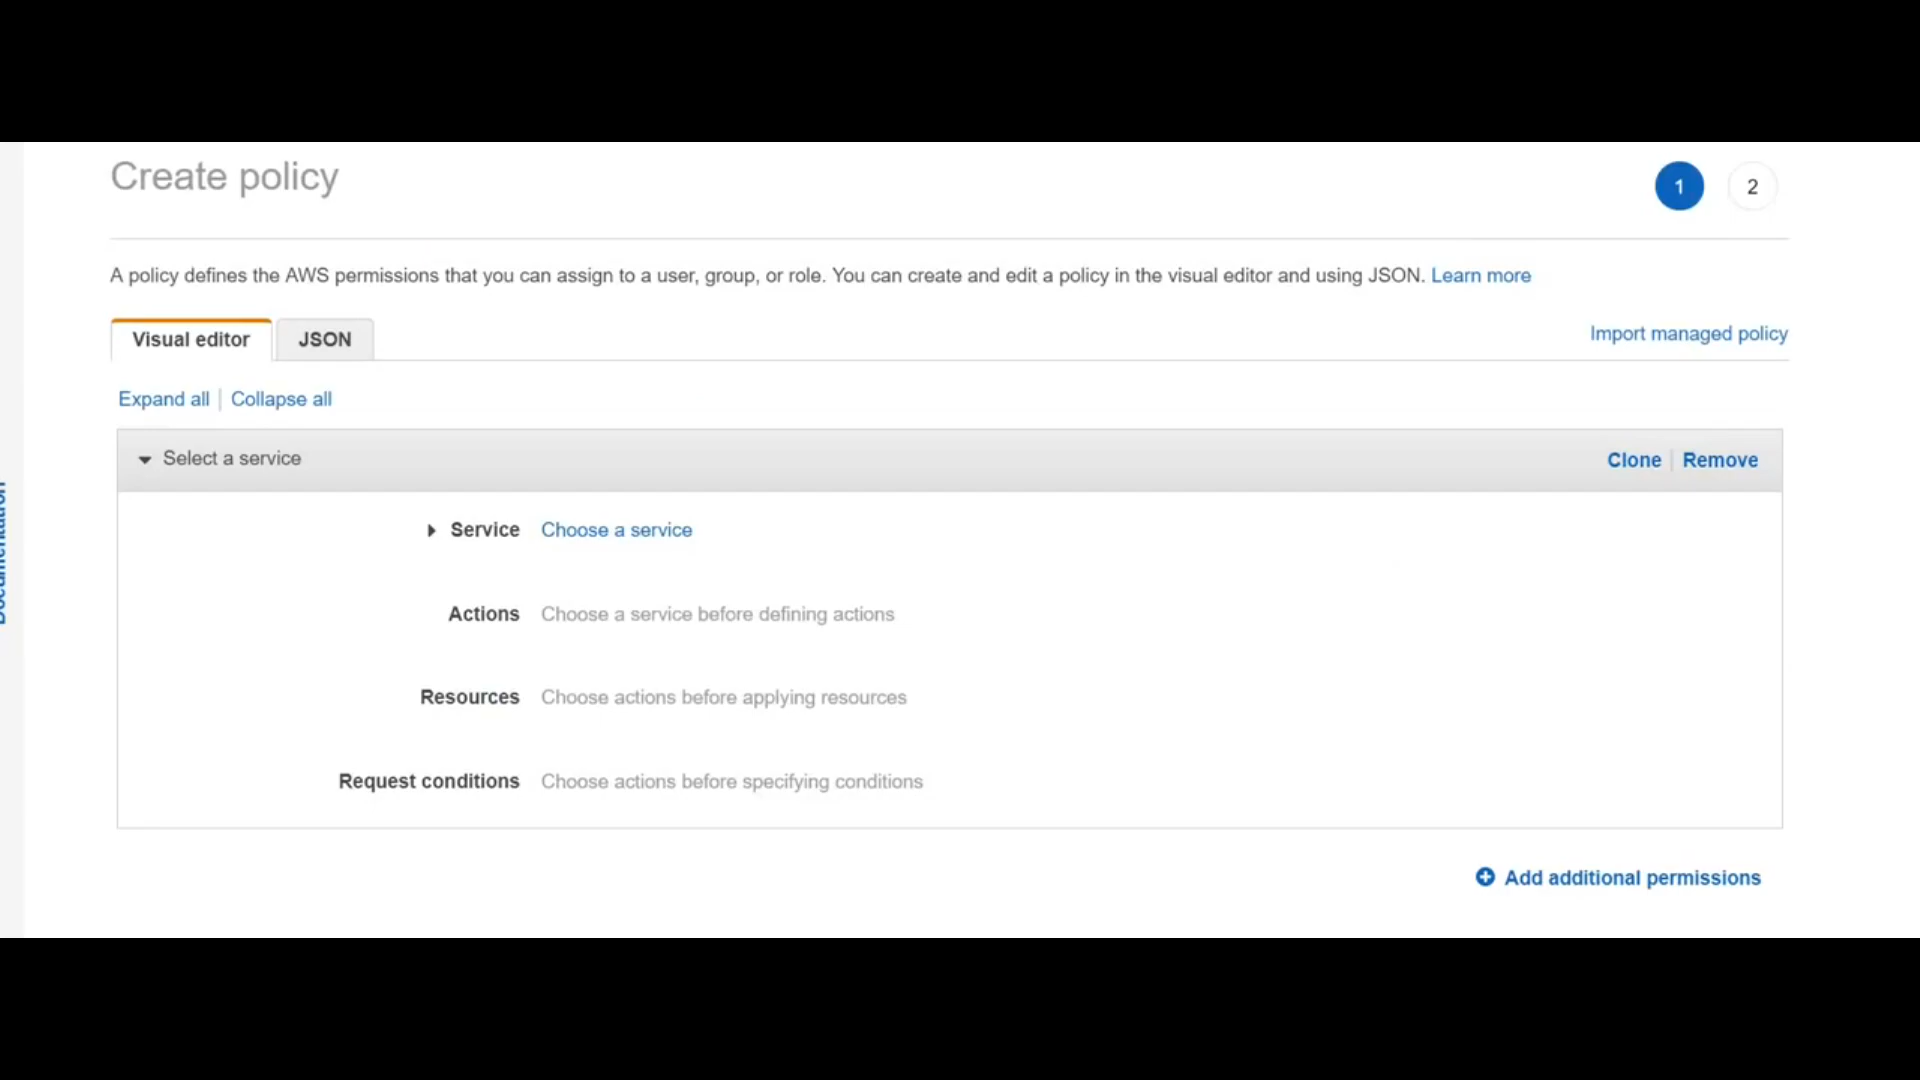 Create policy
1 2
A policy defines the AWS permissions that you can assign to a user, group, or role. You can create and edit a policy in the visual editor and using JSON. Learn more
Visual editor JSON
Import managed policy
Expand all Collapse all
Select a service
Clone Remove
Service Choose a service
Actions Choose a service before defining actions
Resources Choose actions before applying resources
Request conditions Choose actions before specifying conditions
Add additional permissions